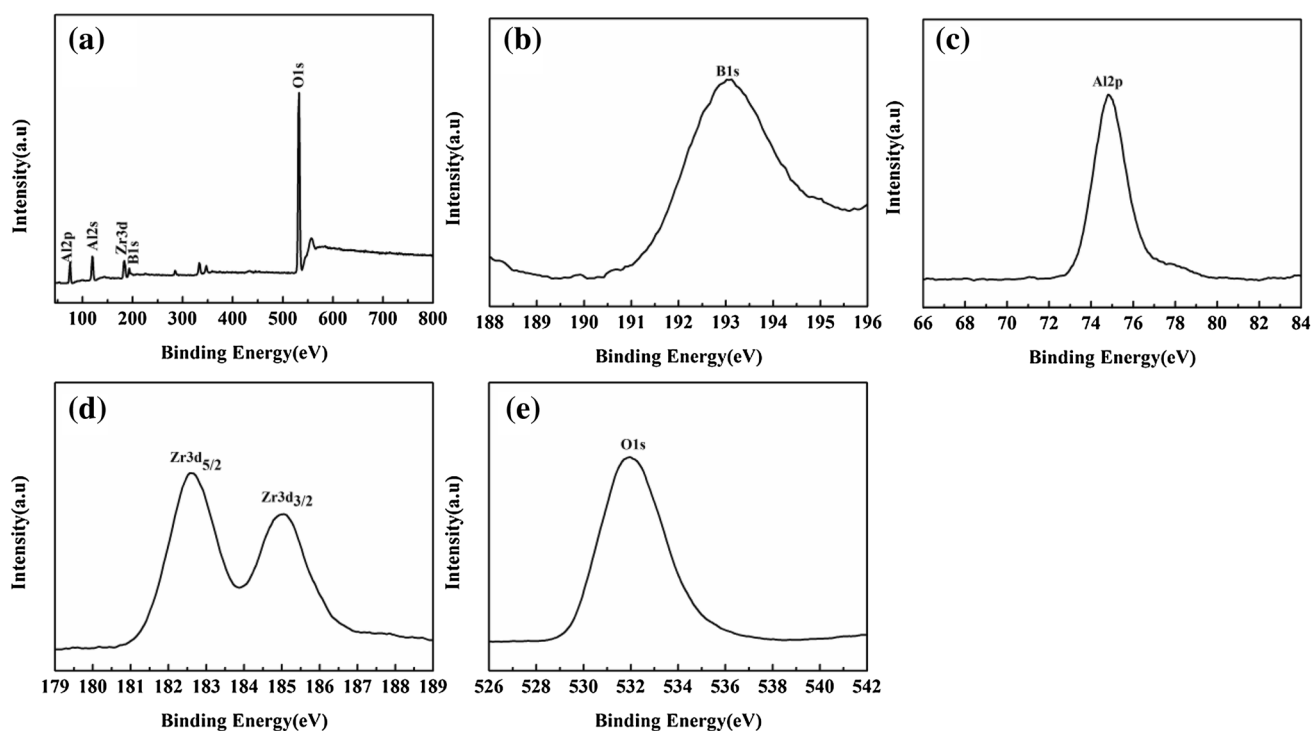 (a)
Intensity(a.u)
Al2p
Al2s
Zr3d
B1s
O1s
100 200 300 400 500 600 700 800
Binding Energy(eV)
(b)
Intensity(a.u)
B1s
188 189 190 191 192 193 194 195 196
Binding Energy(eV)
(c)
Intensity(a.u)
Al2p
66 68 70 72 74 76 78 80 82 84
Binding Energy(eV)
(d)
Intensity(a.u)
Zr3d5/2
Zr3d3/2
179 180 181 182 183 184 185 186 187 188 189
Binding Energy(eV)
(e)
Intensity(a.u)
O1s
526 528 530 532 534 536 538 540 542
Binding Energy(eV)